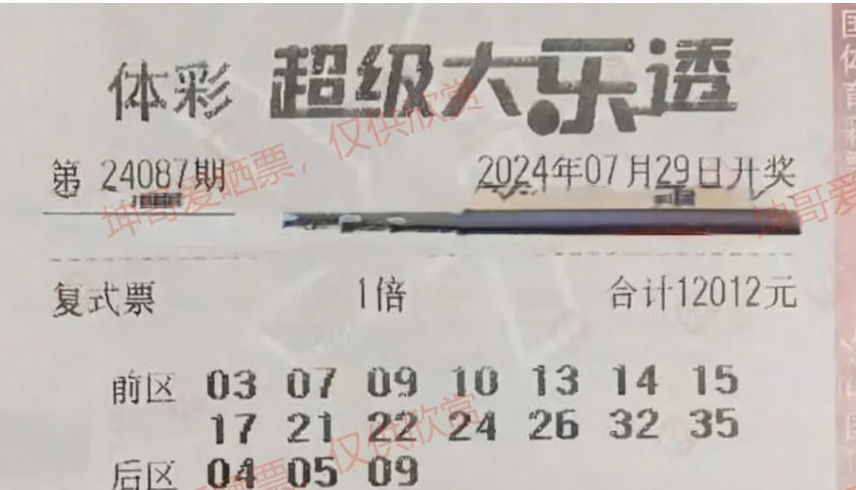 体彩 超级大乐透
第 24087期 2024年07月29日开奖
坤哥爱晒票，仅供欣赏
复式票 1倍 合计12012元
前区 03 07 09 10 13 14 15
17 21 22 24 26 32 35
后区 04 05 09
仅供欣赏
坤哥爱
国体育彩